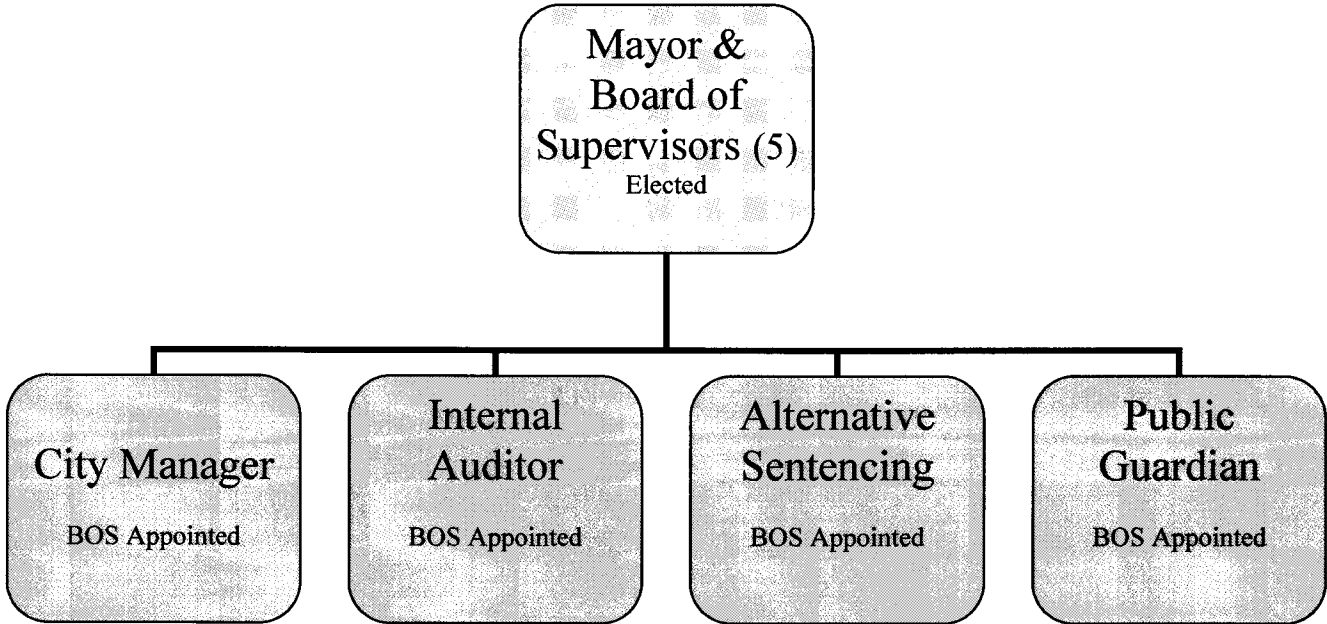 Mayor &
Board of
Supervisors (5)
Elected
City Manager
BOS Appointed
Internal
Auditor
BOS Appointed
Alternative
Sentencing
BOS Appointed
Public
Guardian
BOS Appointed